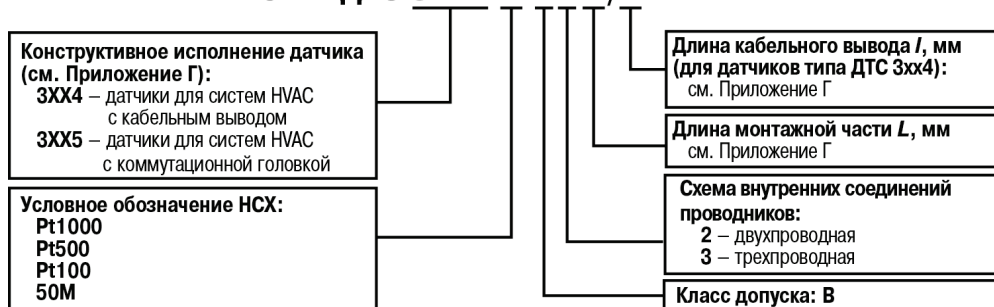 Конструктивное исполнение датчика
(см. Приложение Г):
3XX4 – датчики для систем HVAC
с кабельным выводом
3XX5 – датчики для систем HVAC
с коммутационной головкой
Условное обозначение НСХ:
Pt1000
Pt500
Pt100
50М
Длина кабельного вывода l, мм
(для датчиков типа ДТС 3хх4):
см. Приложение Г
Длина монтажной части L, мм
см. Приложение Г
Схема внутренних соединений
проводников:
2 – двухпроводная
3 – трехпроводная
Класс допуска: В